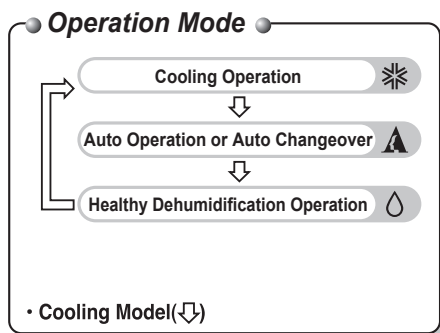 Operation Mode
Cooling Operation
Auto Operation or Auto Changeover
Healthy Dehumidification Operation
• Cooling Model(⇩)